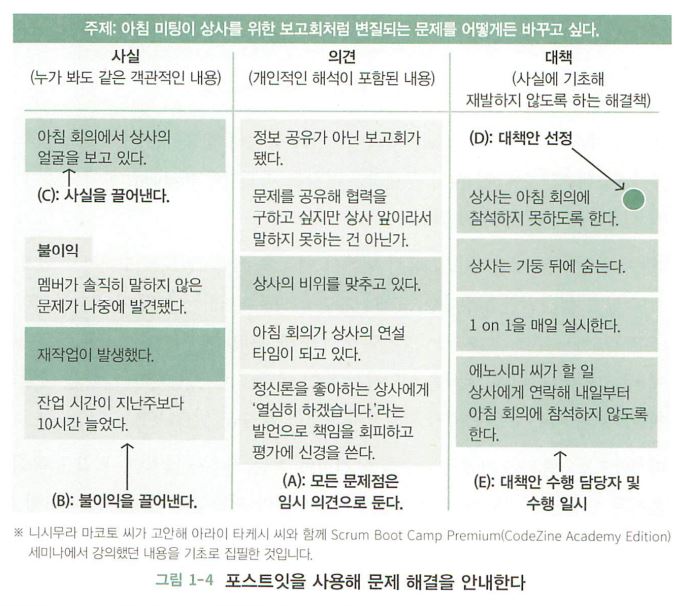 주제: 아침 미팅이 상사를 위한 보고회처럼 변질되는 문제를 어떻게든 바꾸고 싶다.
사실
(누가 봐도 같은 객관적인 내용)
아침 회의에서 상사의
얼굴을 보고 있다.
(C): 사실을 끌어낸다.
불이익
멤버가 솔직히 말하지 않은
문제가 나중에 발견됐다.
재작업이 발생했다.
잔업 시간이 지난주보다
10시간 늘었다.
(B): 불이익을 끌어낸다.
의견
(개인적인 해석이 포함된 내용)
정보 공유가 아닌 보고회가
됐다.
문제를 공유해 협력을
구하고 싶지만 상사 앞이라서
말하지 못하는 건 아닌가.
상사의 비위를 맞추고 있다.
아침 회의가 상사의 연설
타임이 되고 있다.
정신론을 좋아하는 상사에게
‘열심히 하겠습니다.’라는
발언으로 책임을 회피하고
평가에 신경을 쓴다.
(A): 모든 문제점은
임시 의견으로 둔다.
대책
(사실에 기초해
재발하지 않도록 하는 해결책)
(D): 대책안 선정
상사는 아침 회의에
참석하지 못하도록 한다.
상사는 기둥 뒤에 숨는다.
1 on 1을 매일 실시한다.
에노시마 씨가 할 일
상사에게 연락해 내일부터
아침 회의에 참석하지 않도록
한다.
(E): 대책안 수행 담당자 및
수행 일시
※ 니시무라 마코토 씨가 고안해 아라이 타케시 씨와 함께 Scrum Boot Camp Premium(CodeZine Academy Edition)
세미나에서 강의했던 내용을 기초로 집필한 것입니다.
그림 1-4 포스트잇을 사용해 문제 해결을 안내한다